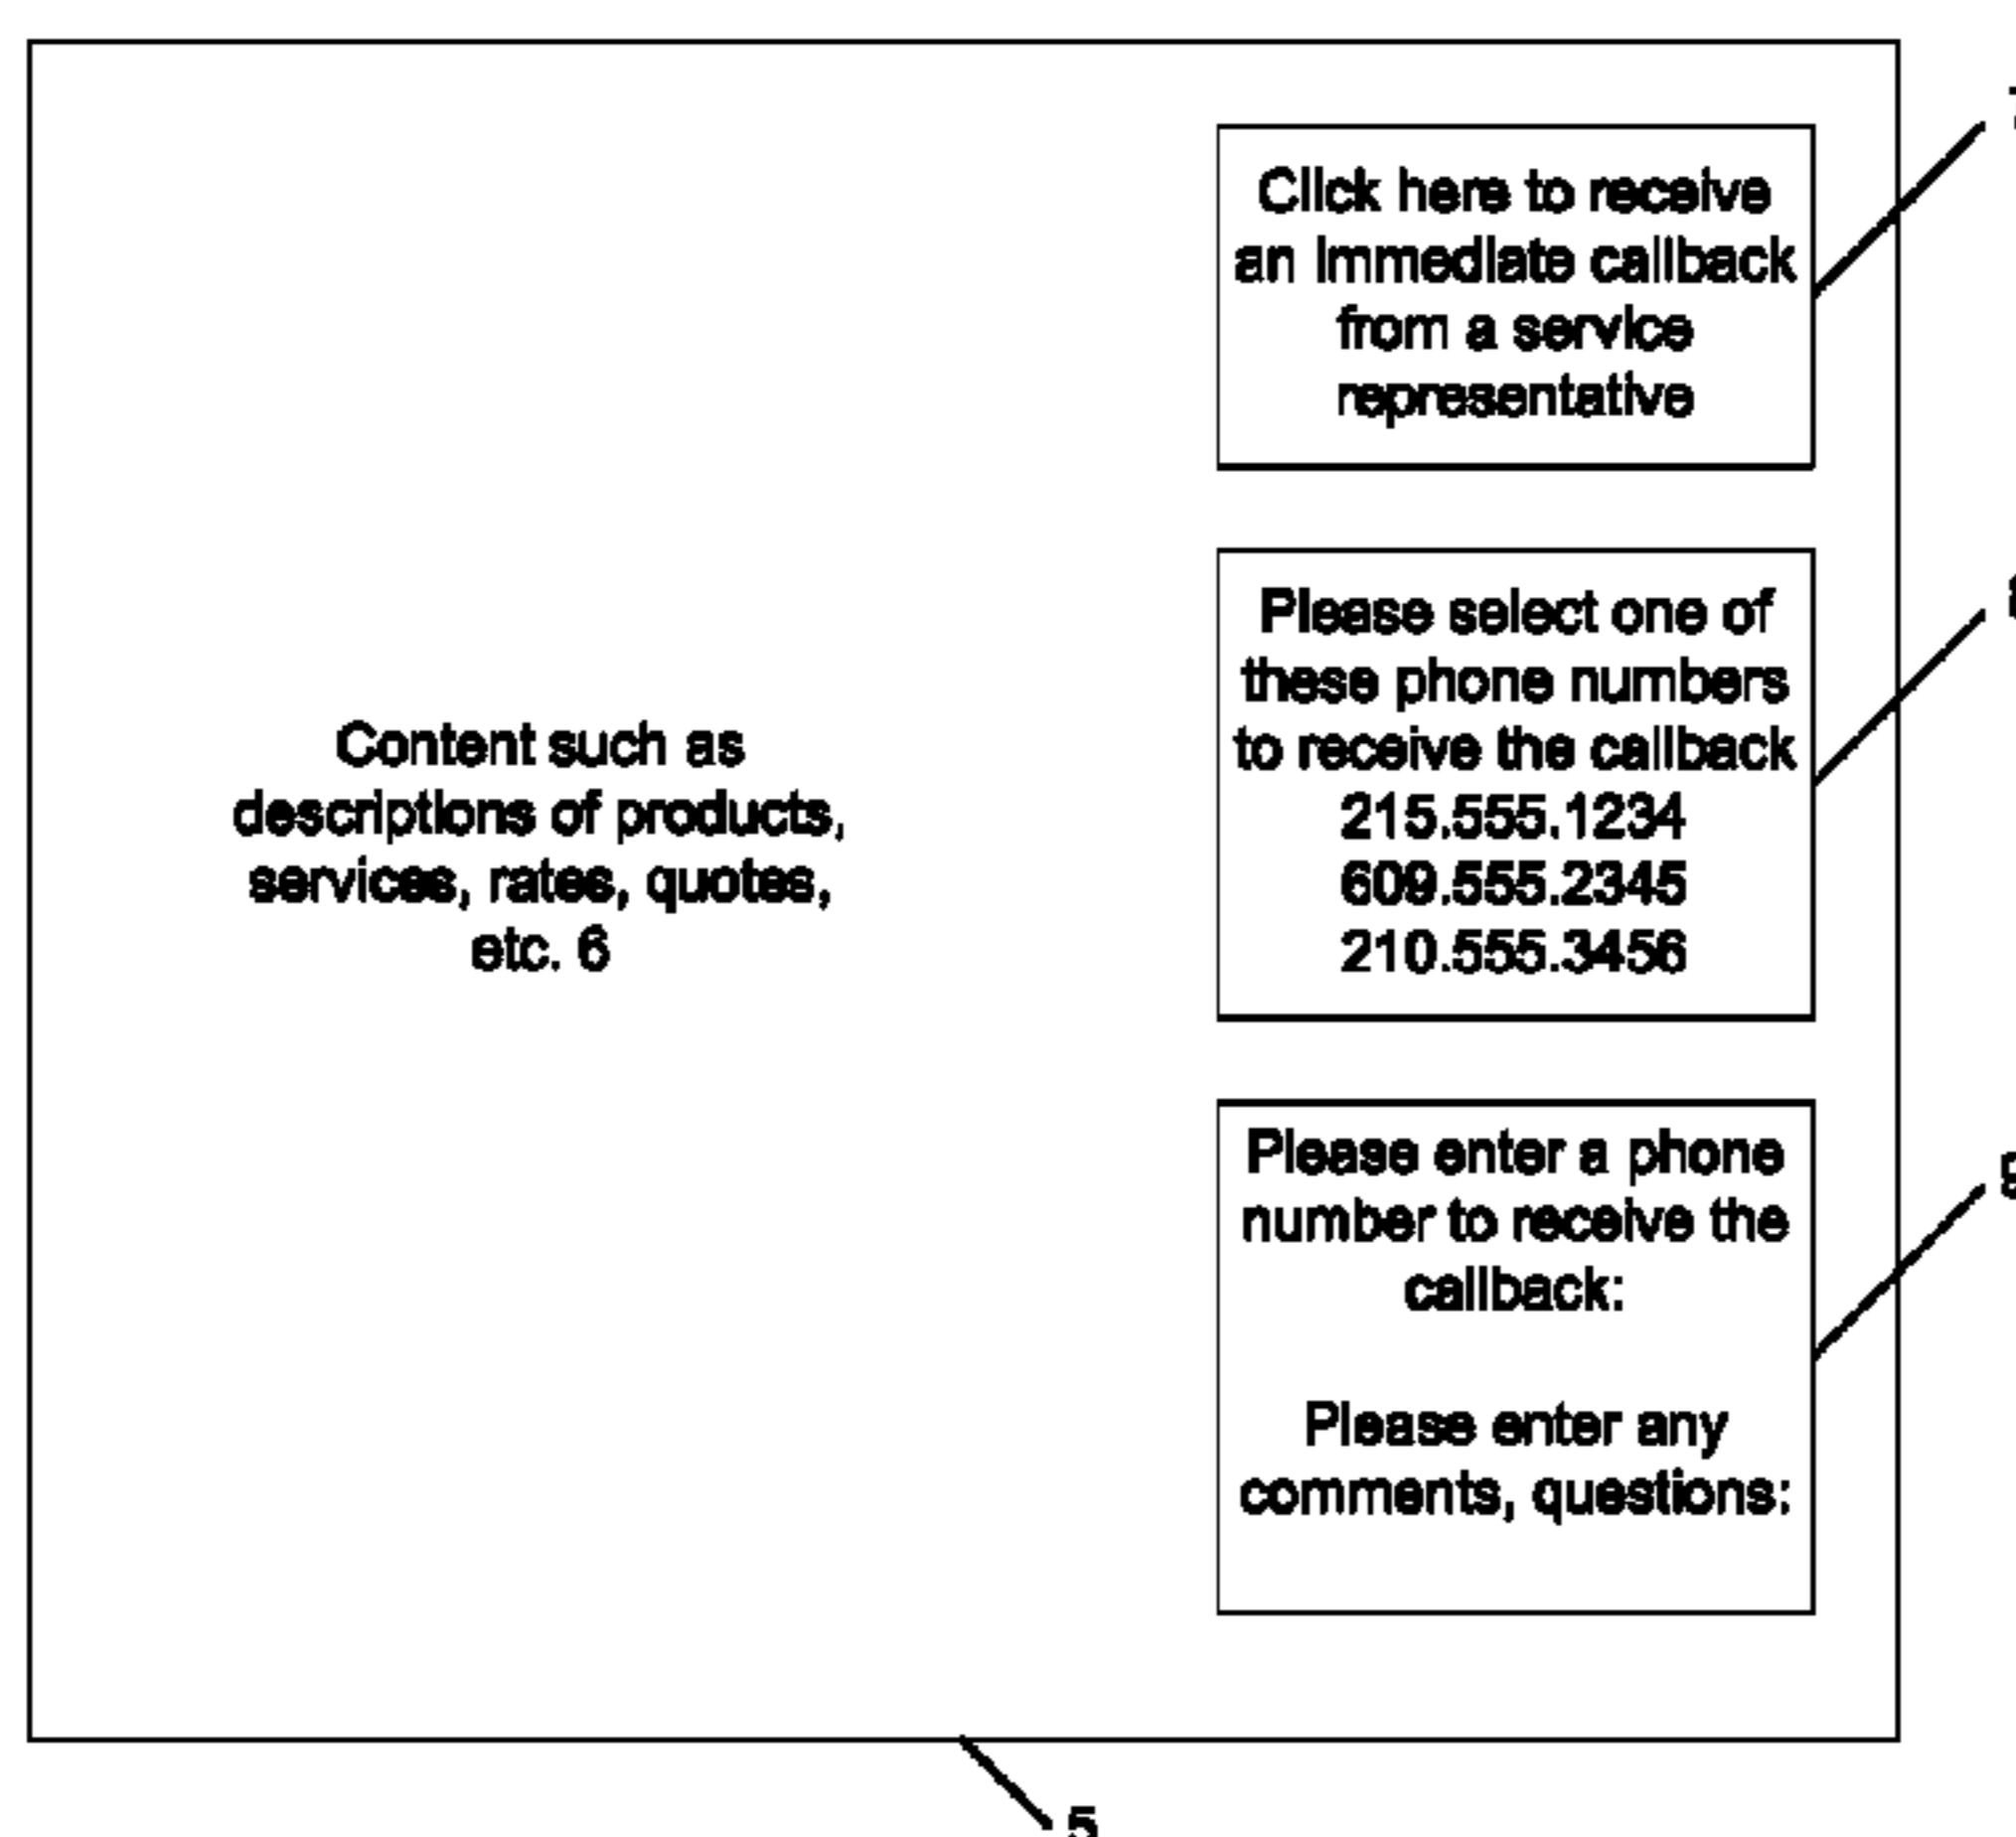 Content such as
descriptions of products,
services, rates, quotes,
etc. 6
Click here to receive
an immediate callback
from a service
representative
Please select one of
these phone numbers
to receive the callback
215.555.1234
609.555.2345
210.555.3456
Please enter a phone
number to receive the
callback:
Please enter any
comments, questions:
5